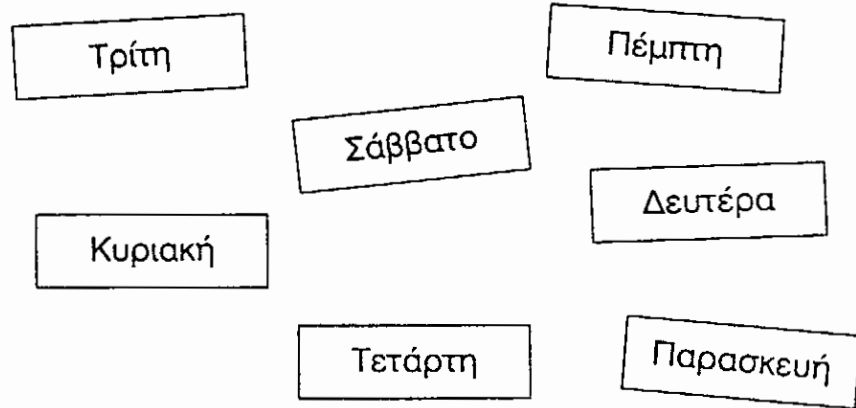 Τρίτη
Πέμπτη
Σάββατο
Δευτέρα
Κυριακή
Τετάρτη
Παρασκευή